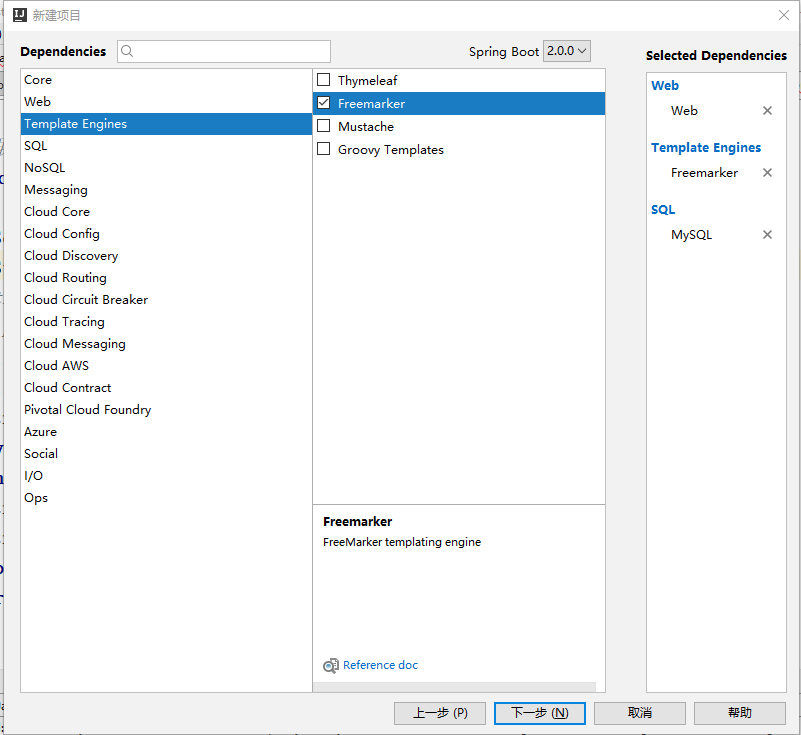 新建项目
Dependencies
Spring Boot 2.0.0
Core
Web
Template Engines
SQL
NoSQL
Messaging
Cloud Core
Cloud Config
Cloud Discovery
Cloud Routing
Cloud Circuit Breaker
Cloud Tracing
Cloud Messaging
Cloud AWS
Cloud Contract
Pivotal Cloud Foundry
Azure
Social
I/O
Ops
Thymeleaf
Freemarker
Mustache
Groovy Templates
Freemarker
FreeMarker templating engine
Reference doc
Selected Dependencies
Web
Web
Template Engines
Freemarker
SQL
MySQL
上一步 (P)
下一步 (N)
取消
帮助